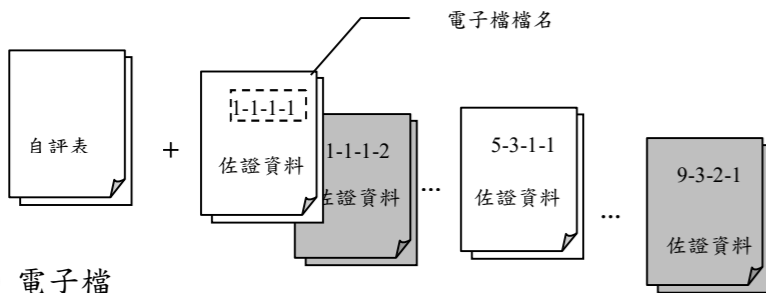 電子檔檔名
自評表
+
1-1-1-1
佐證資料
1-1-1-2
佐證資料
...
5-3-1-1
佐證資料
...
9-3-2-1
佐證資料
電子檔